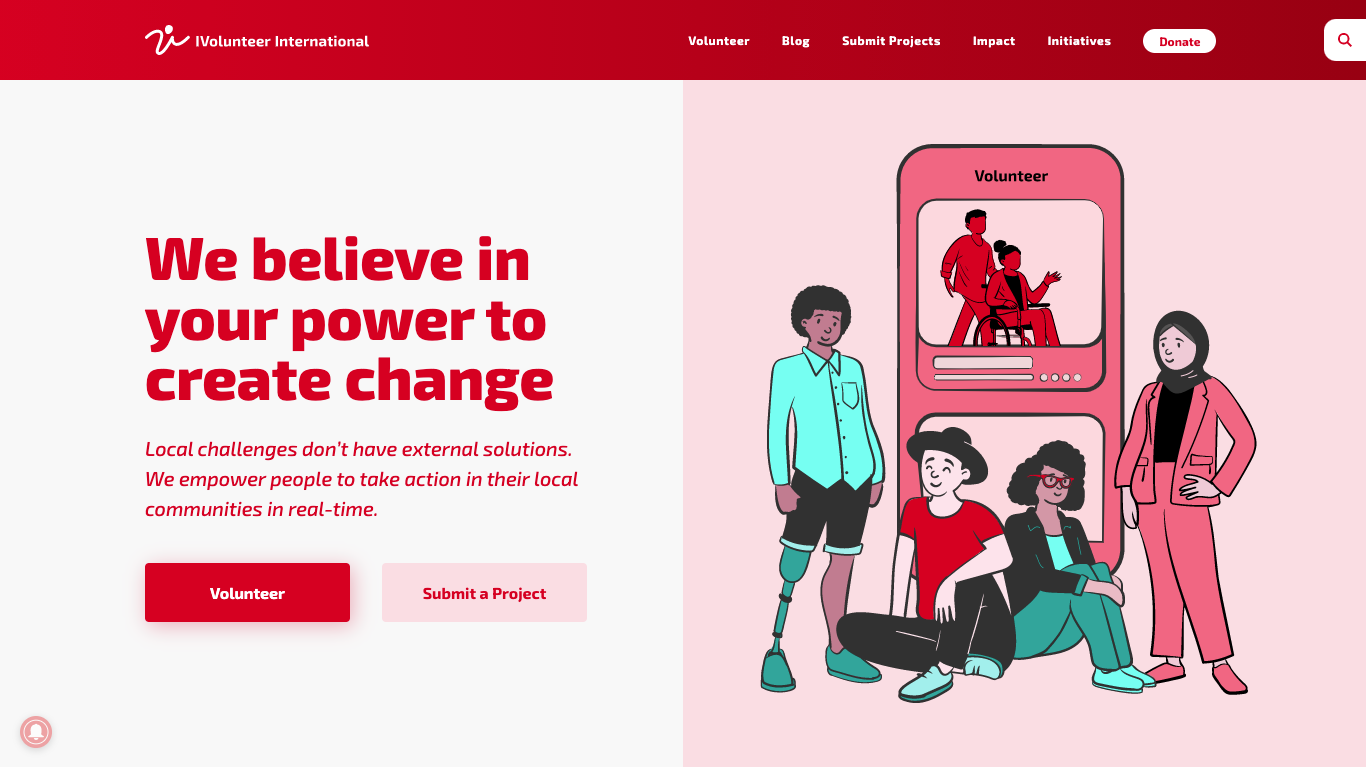 IVolunteer International
Volunteer
Blog
Submit Projects
Impact
Initiatives
Donate
We believe in
your power to
create change
Local challenges don’t have external solutions.
We empower people to take action in their local
communities in real-time.
Volunteer
Submit a Project
Volunteer